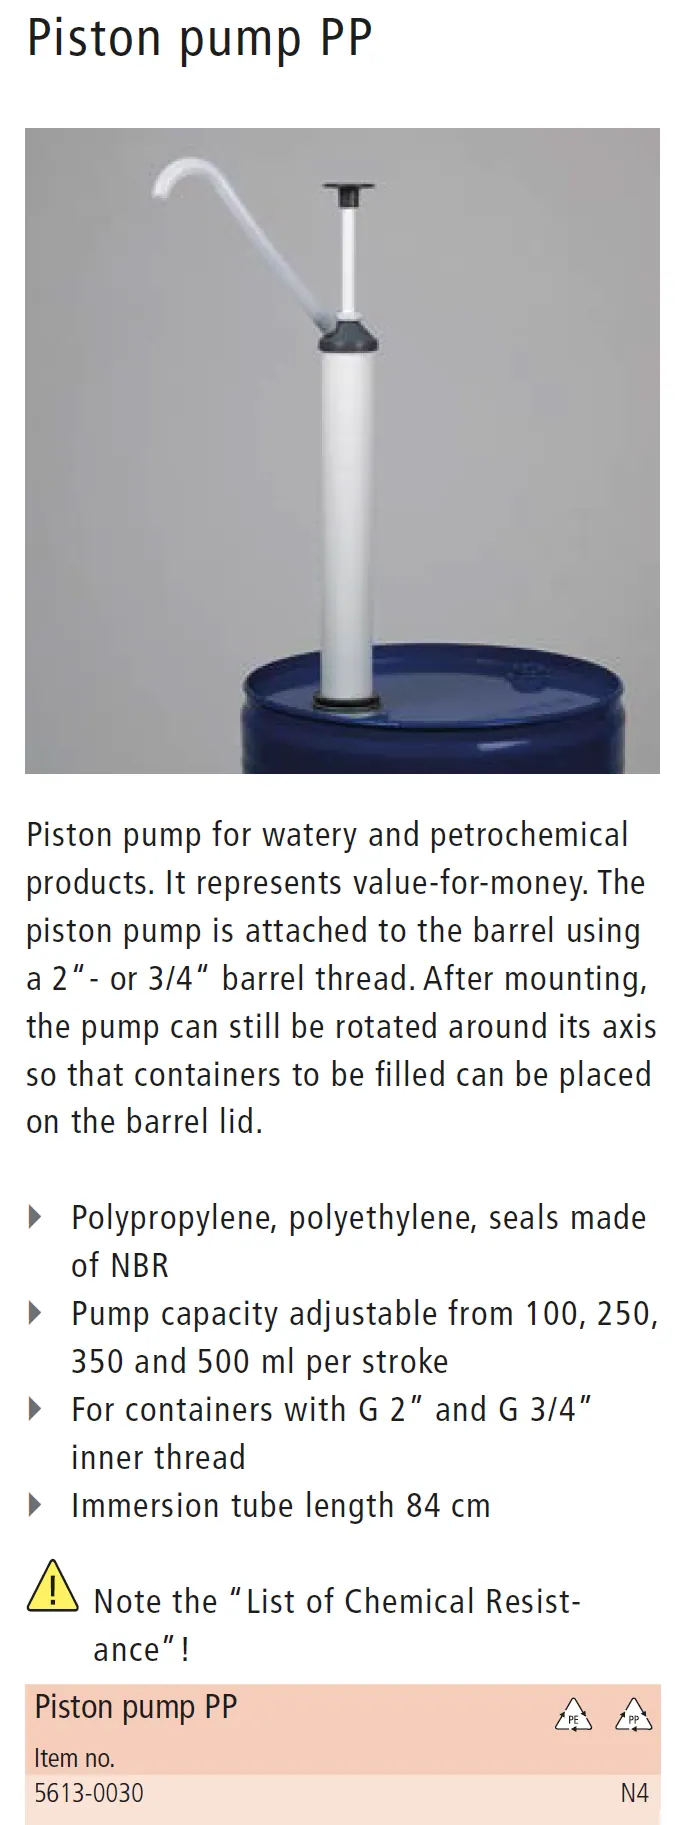 Piston pump PP
Piston pump for watery and petrochemical
products. It represents value-for-money. The
piston pump is attached to the barrel using
a 2“- or 3/4“ barrel thread. After mounting,
the pump can still be rotated around its axis
so that containers to be filled can be placed
on the barrel lid.
Polypropylene, polyethylene, seals made
of NBR
Pump capacity adjustable from 100, 250,
350 and 500 ml per stroke
For containers with G 2” and G 3/4”
inner thread
Immersion tube length 84 cm
Note the “List of Chemical Resist-
ance”!
Piston pump PP
PE PP
Item no.
5613-0030 N4